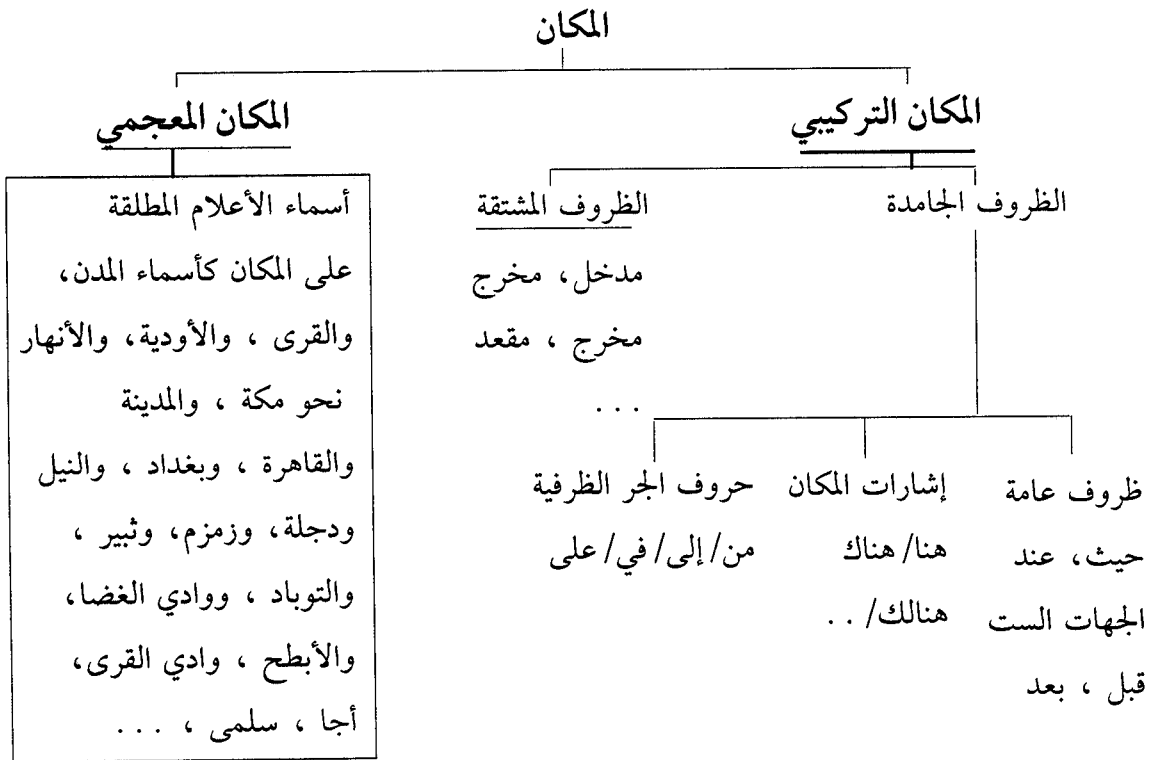 المكان
المكان التركيبي
المكان المعجمي
الظروف الجامدة
الظروف المشتقة
مدخل، مخرج
مخرج ، مقعد
...
ظروف عامة
حيث، عند
الجهات الست
قبل ، بعد
إشارات المكان
هنا/ هناك
هنالك/ ..
حروف الجر الظرفية
من/ إلى/ في/ على
أسماء الأعلام المطلقة
على المكان كأسماء المدن،
والقرى ، والأودية، والأنهار
نحو مكة ، والمدينة
والقاهرة ، وبغداد ، والنيل
ودجلة، وزمزم، وثبير ،
والتوباد ، ووادي الغضا،
والأبطح ، وادي القرى،
أجا ، سلمى ، ...